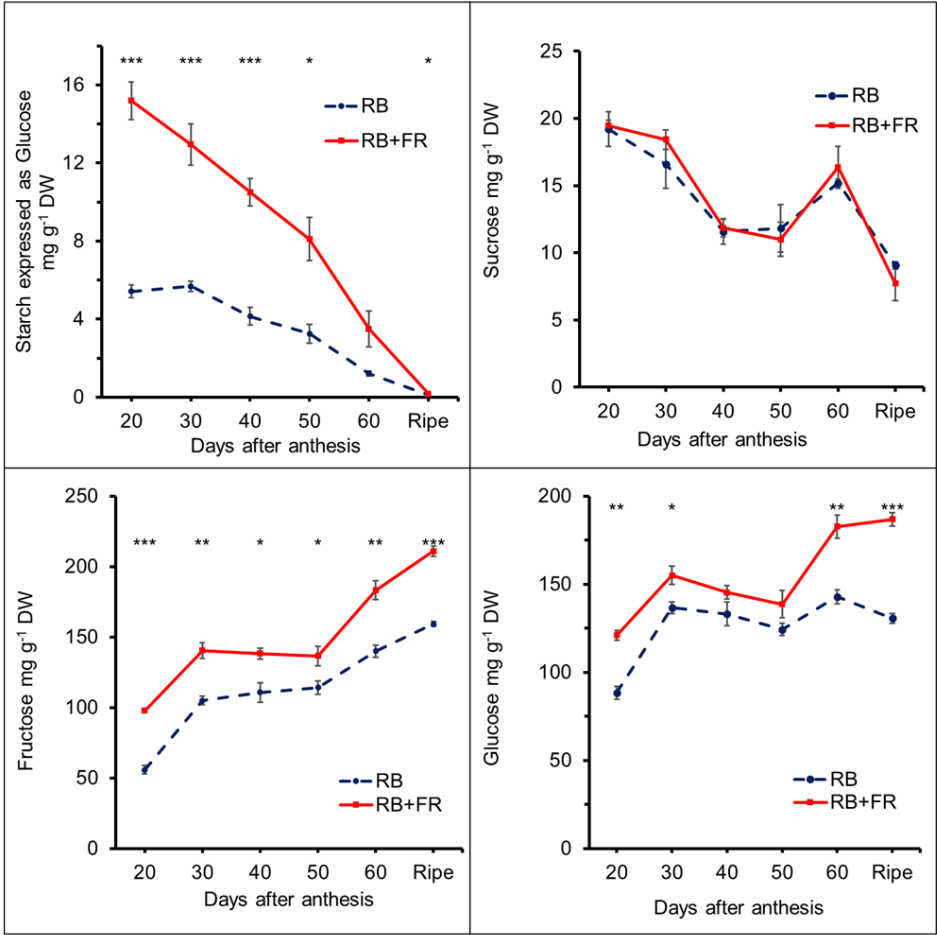 *** *** *** * *
16
12
8
4
0
Starch expressed as Glucose
mg g⁻¹ DW
RB
RB+FR
20 30 40 50 60 Ripe
Days after anthesis
25
20
15
10
5
0
Sucrose mg g⁻¹ DW
RB
RB+FR
20 30 40 50 60 Ripe
Days after anthesis
250
200
150
100
50
0
Fructose mg g⁻¹ DW
*** ** * * ** ***
RB
RB+FR
20 30 40 50 60 Ripe
Days after anthesis
200
150
100
50
0
Glucose mg g⁻¹ DW
** * ** ***
RB
RB+FR
20 30 40 50 60 Ripe
Days after anthesis